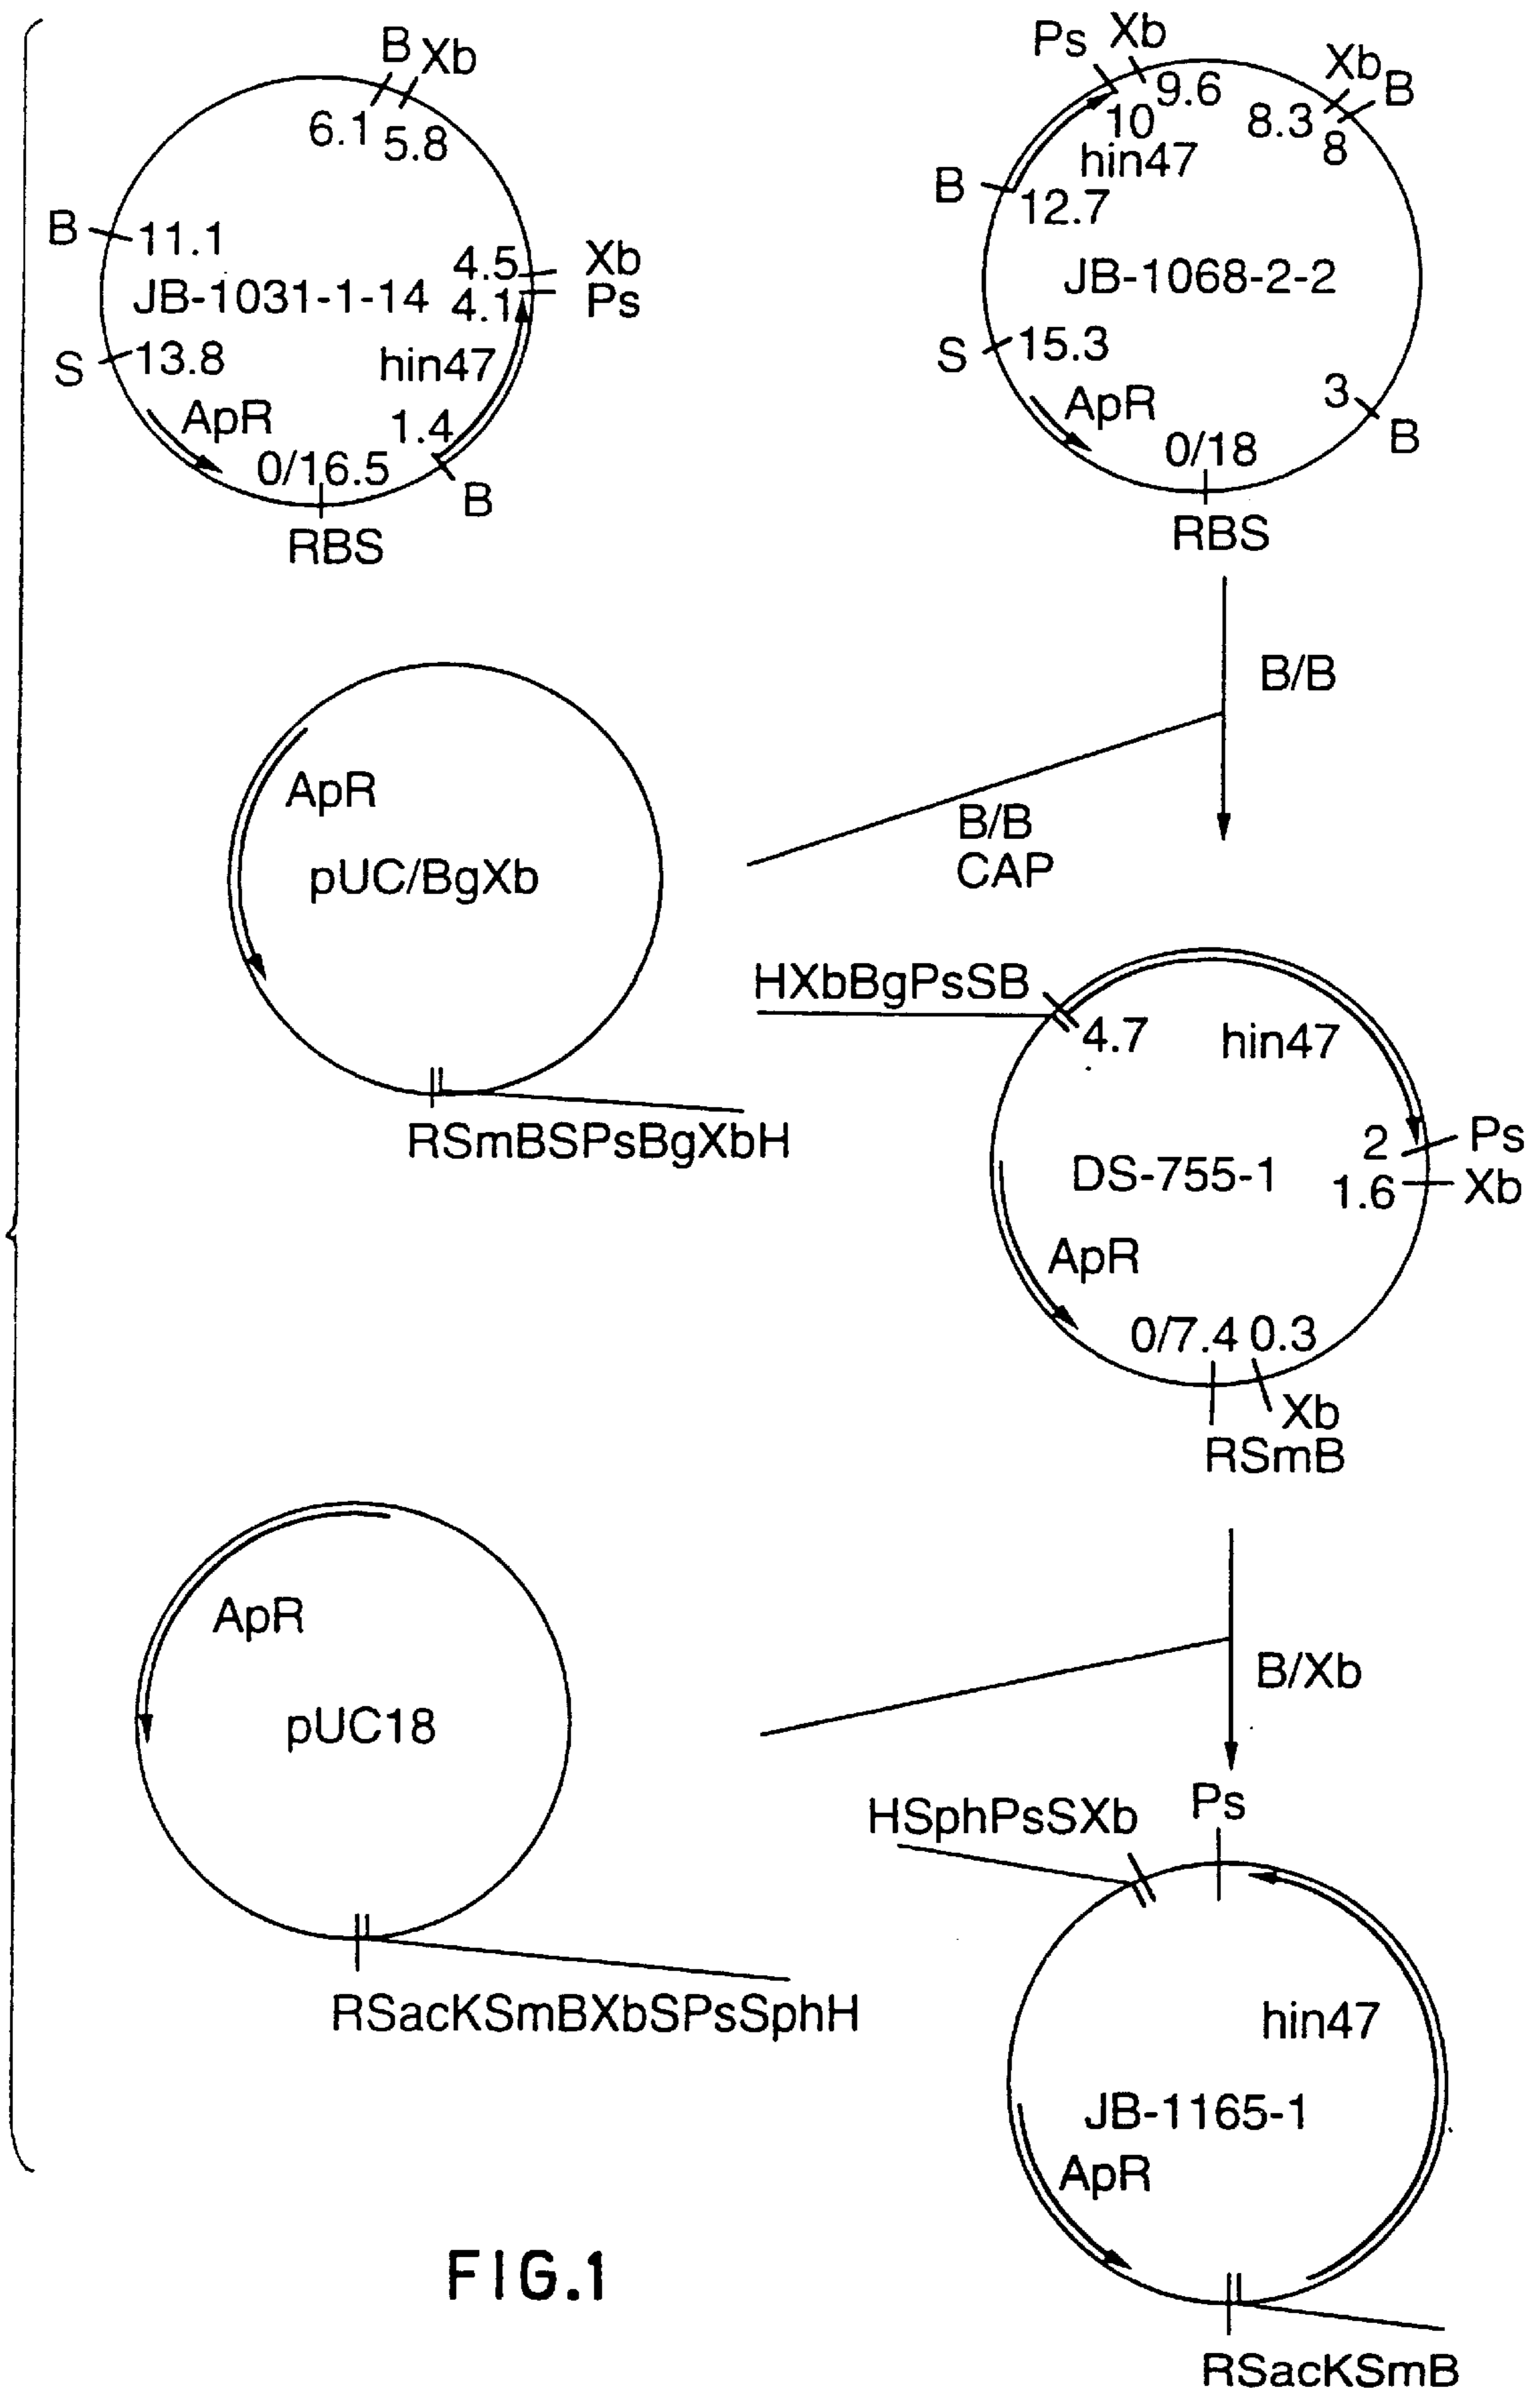 B Xb
6.1 5.8
B 11.1
4.5 Xb
JB-1031-1-14 4.1 Ps
S 13.8
hin47
ApR
1.4
0/16.5
B
RBS
Ps Xb
9.6
10
Xb
B
8.3
8
hin47
B 12.7
JB-1068-2-2
S 15.3
ApR
3
B
0/18
RBS
B/B
ApR
pUC/BgXb
B/B
CAP
RSmBSPsBgXbH
HXbBgPsSB
4.7
hin47
2 Ps
DS-755-1
1.6 Xb
ApR
0/7.4 0.3
Xb
RSmB
ApR
pUC18
B/Xb
RSacKSmBXbSPsSphH
HSphPsSXb
Ps
hin47
JB-1165-1
ApR
RSacKSmB
FIG.1